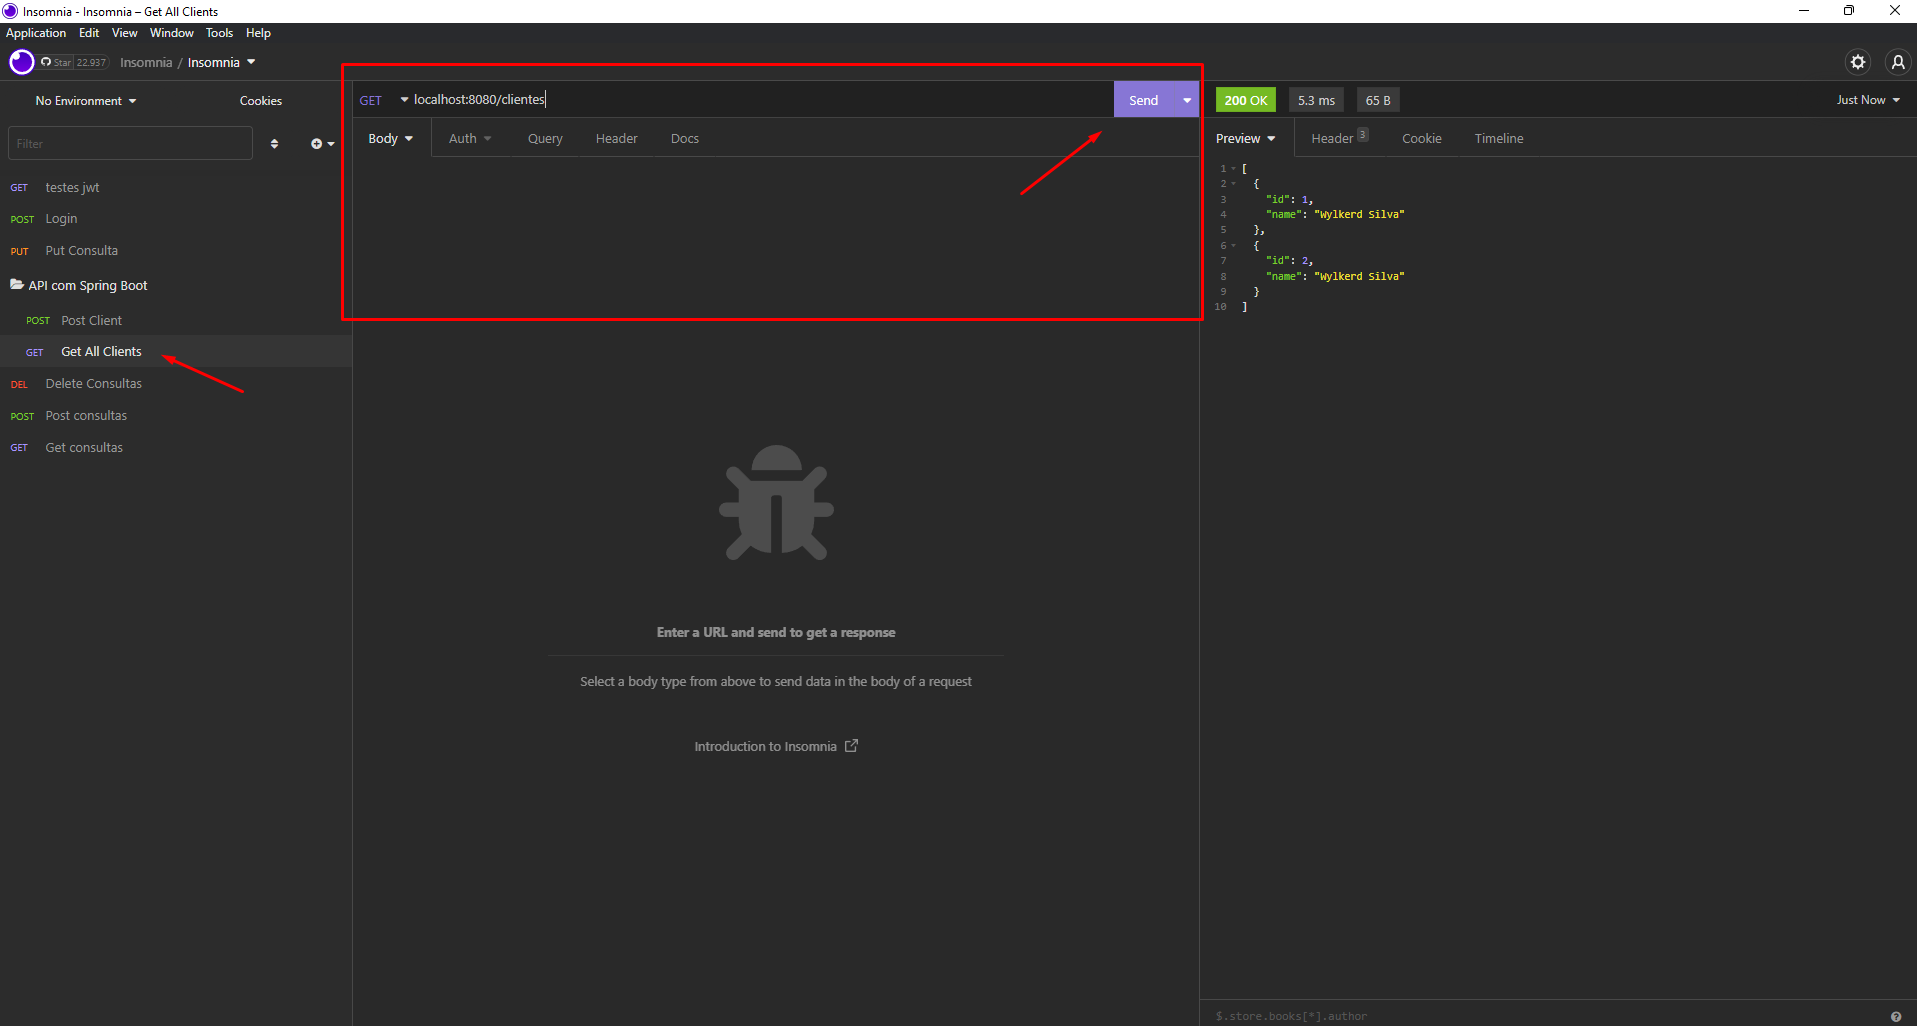 Insomnia - Insomnia – Get All Clients
Application Edit View Window Tools Help
Star 22.937 Insomnia / Insomnia
No Environment Cookies
Filter
GET testes jwt
POST Login
PUT Put Consulta
API com Spring Boot
POST Post Client
GET Get All Clients
DEL Delete Consultas
POST Post consultas
GET Get consultas
GET localhost:8080/clientes Send
Body Auth Query Header Docs
Enter a URL and send to get a response
Select a body type from above to send data in the body of a request
Introduction to Insomnia
200 OK 5.3 ms 65 B Just Now
Preview Header 3 Cookie Timeline
1 [
2 {
3 "id": 1,
4 "name": "Wylkerd Silva"
5 },
6 {
7 "id": 2,
8 "name": "Wylkerd Silva"
9 }
10 ]
$.store.books[*].author